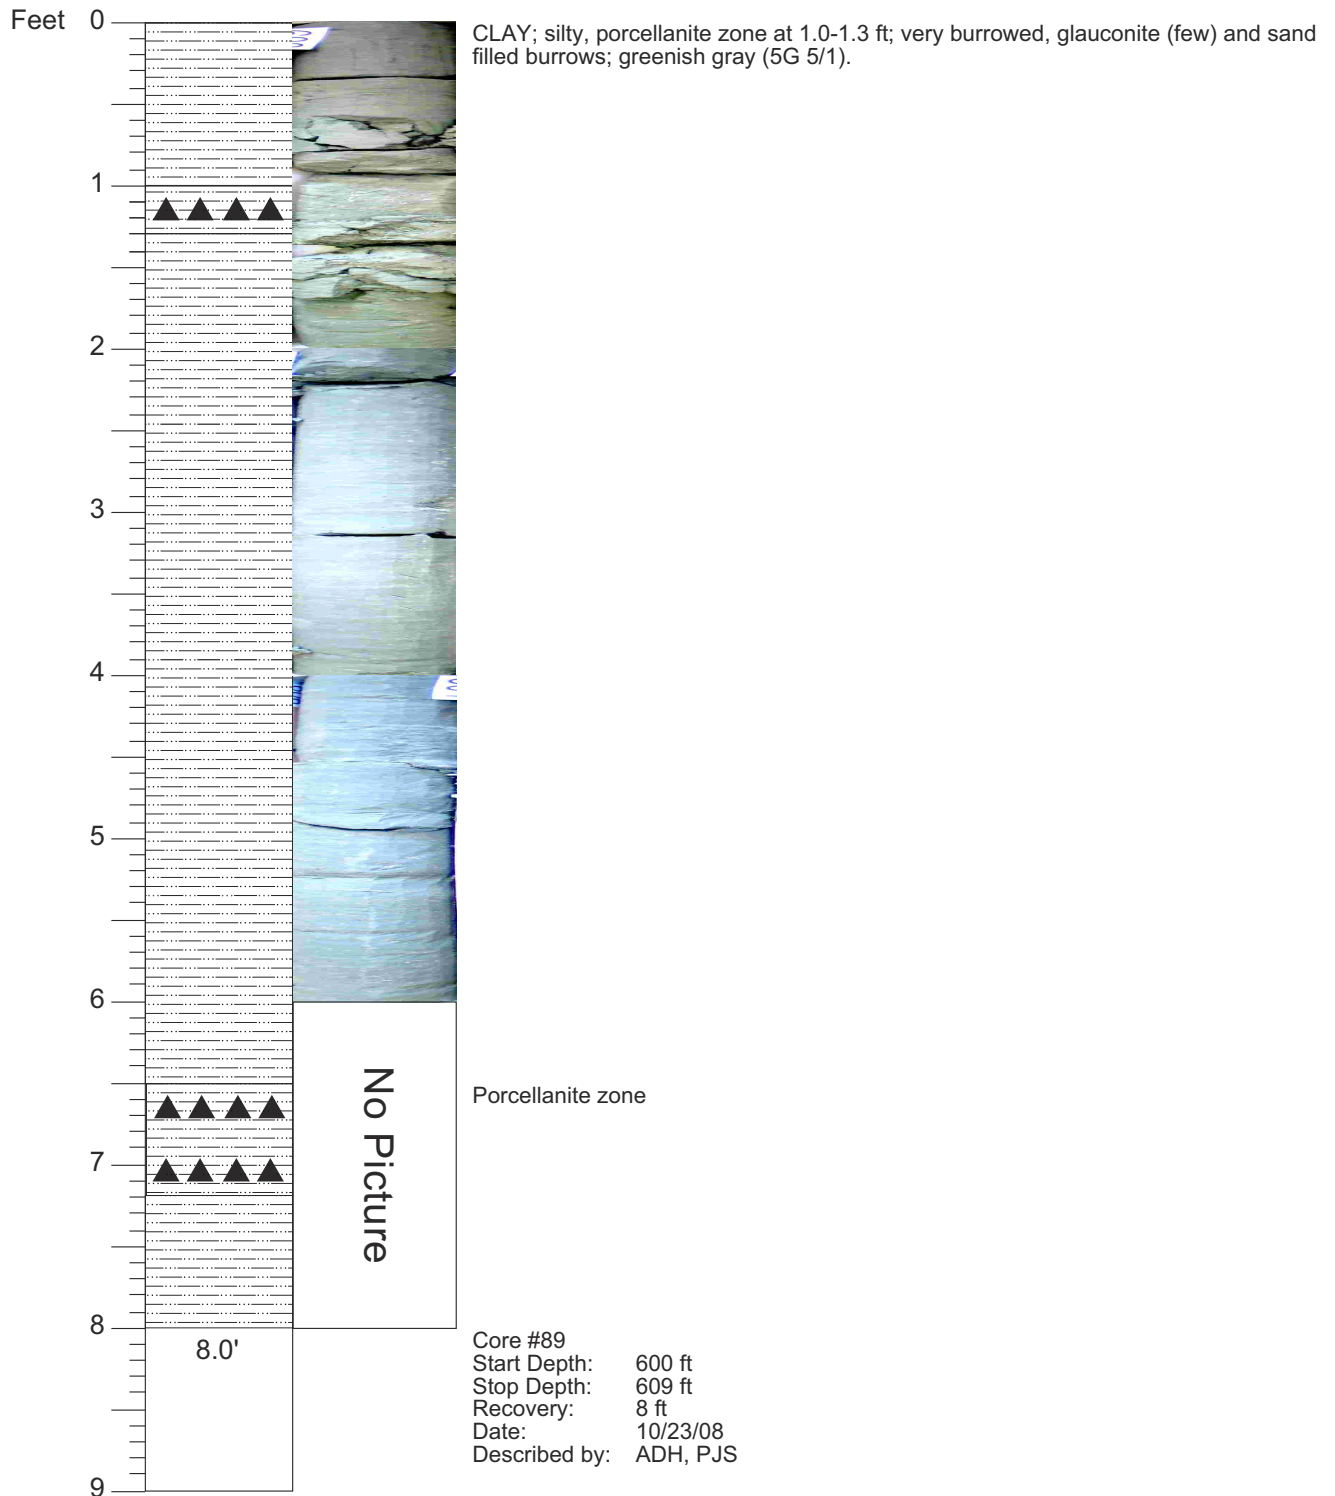 Feet 0
CLAY; silty, porcellanite zone at 1.0-1.3 ft; very burrowed, glauconite (few) and sand
filled burrows; greenish gray (5G 5/1).
1
2
3
4
5
6
No Picture
Porcellanite zone
7
8
8.0'
Core #89
Start Depth: 600 ft
Stop Depth: 609 ft
Recovery: 8 ft
Date: 10/23/08
Described by: ADH, PJS
9